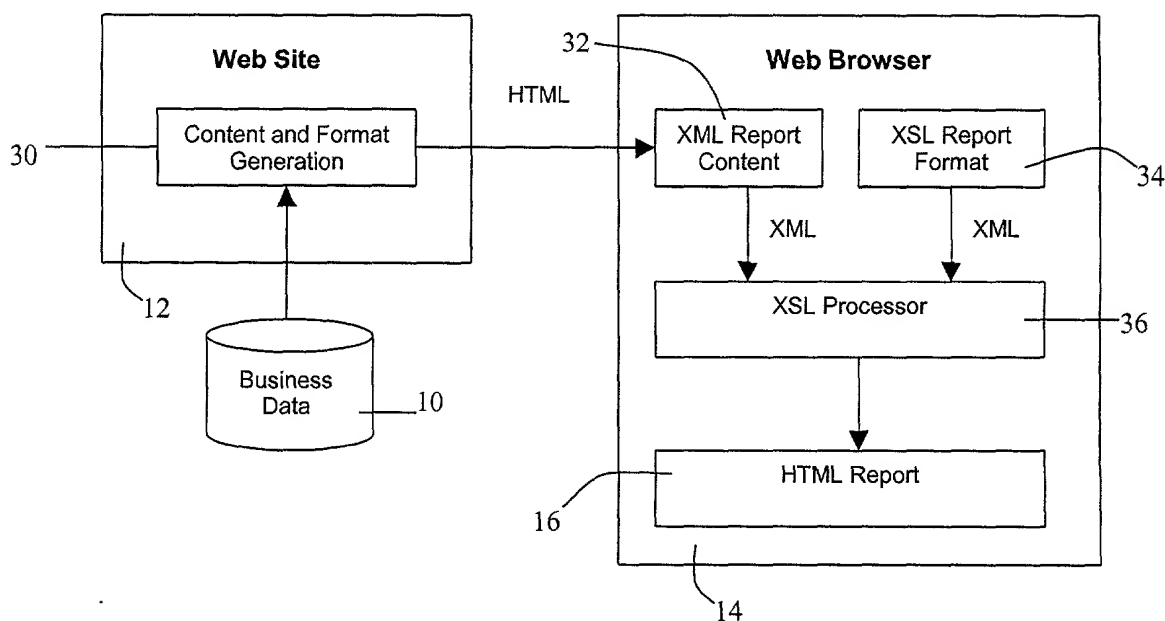 Web Site
32
Web Browser
HTML
30
Content and Format
Generation
XML Report
Content
XSL Report
Format
34
XML
XML
12
XSL Processor
36
Business
Data
10
HTML Report
16
14